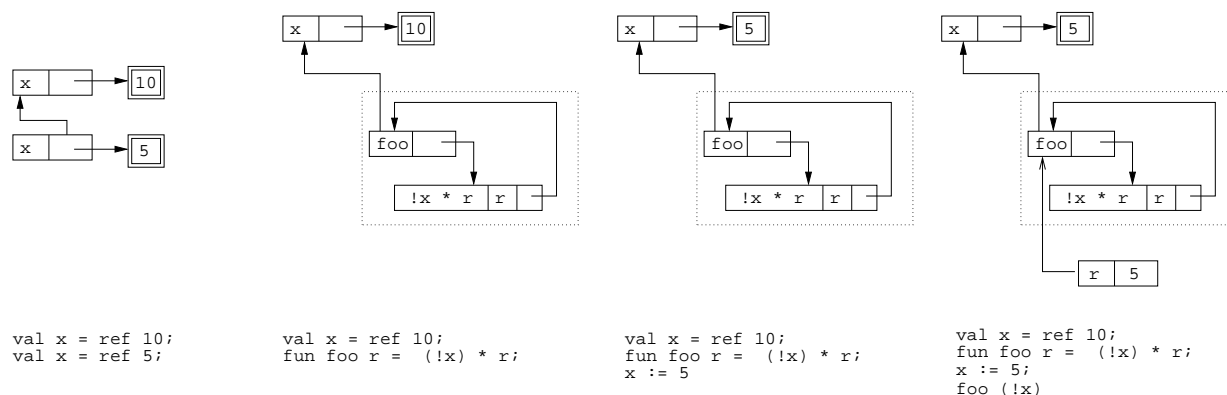 x 10
x 5
val x = ref 10;
val x = ref 5;
x 10
foo
!x * r r
val x = ref 10;
fun foo r =  (!x) * r;
x 5
foo
!x * r r
val x = ref 10;
fun foo r =  (!x) * r;
x := 5
x 5
foo
!x * r r
r 5
val x = ref 10;
fun foo r =  (!x) * r;
x := 5;
foo (!x)